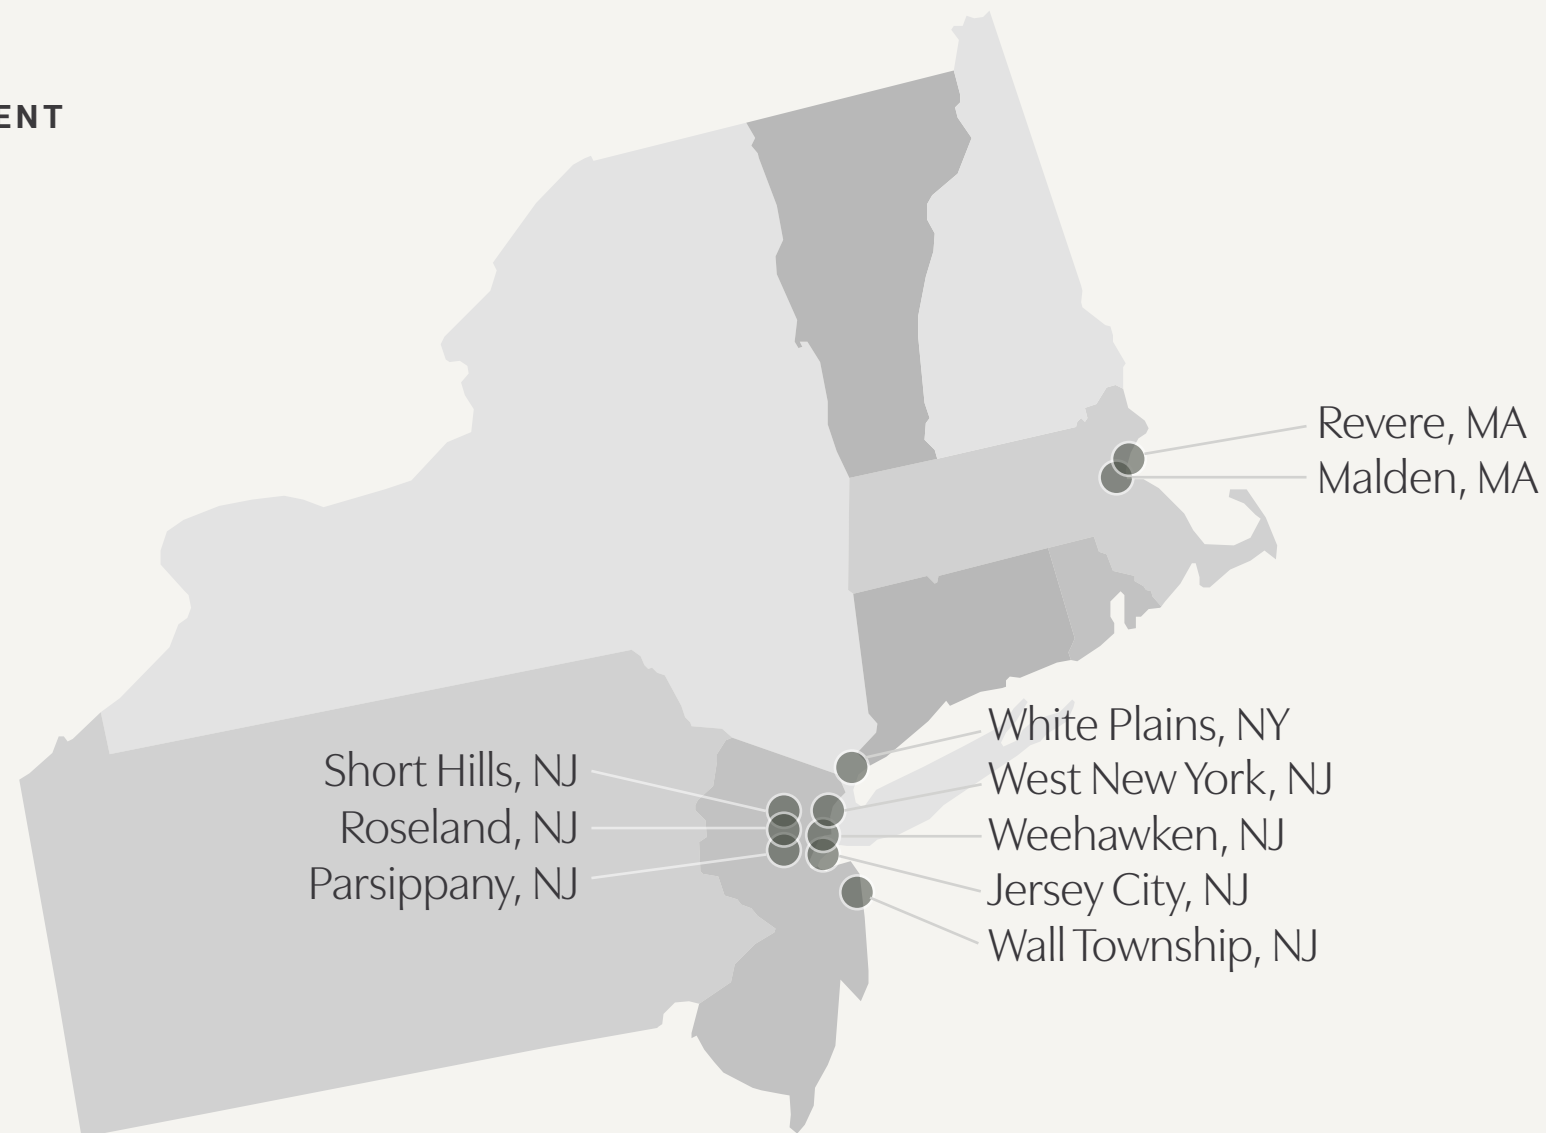 ENT
Revere, MA
Malden, MA
White Plains, NY
West New York, NJ
Weehawken, NJ
Jersey City, NJ
Wall Township, NJ
Short Hills, NJ
Roseland, NJ
Parsippany, NJ